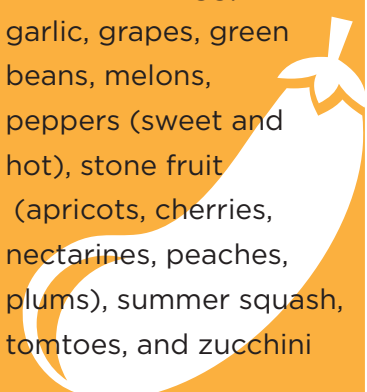 garlic, grapes, green
beans, melons,
peppers (sweet and
hot), stone fruit
(apricots, cherries,
nectarines, peaches,
plums), summer squash,
tomtoes, and zucchini